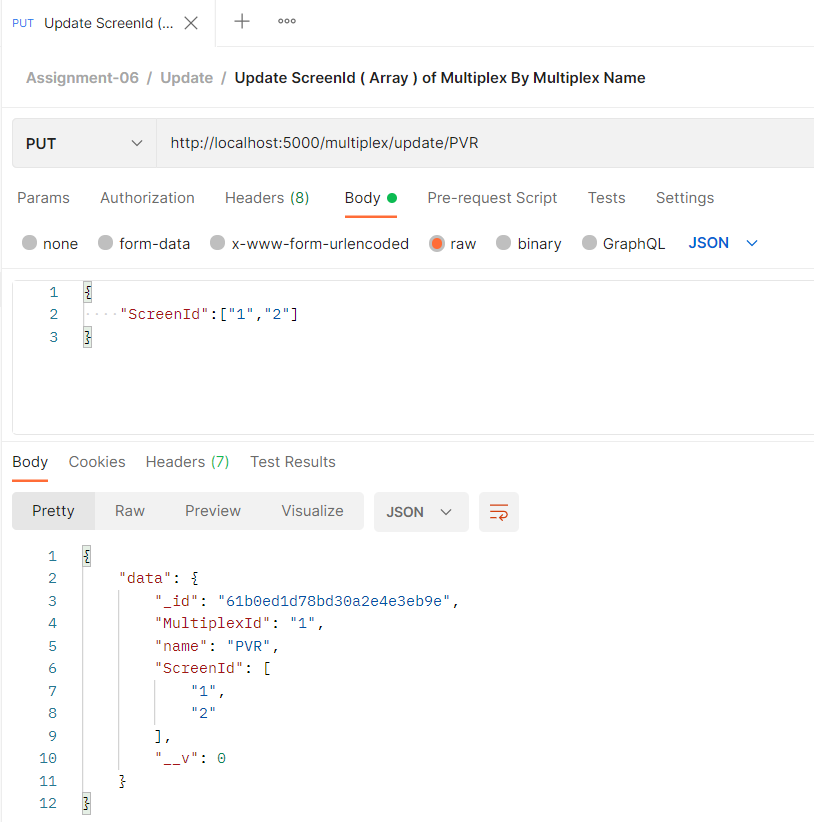 PUT Update ScreenId (...
Assignment-06 / Update / Update ScreenId ( Array ) of Multiplex By Multiplex Name
PUT http://localhost:5000/multiplex/update/PVR
Params Authorization Headers (8) Body Pre-request Script Tests Settings
none form-data x-www-form-urlencoded raw binary GraphQL JSON
1 {
2 ····"ScreenId":["1","2"]
3 }
Body Cookies Headers (7) Test Results
Pretty Raw Preview Visualize JSON
1 {
2 "data": {
3 "_id": "61b0ed1d78bd30a2e4e3eb9e",
4 "MultiplexId": "1",
5 "name": "PVR",
6 "ScreenId": [
7 "1",
8 "2"
9 ],
10 "__v": 0
11 }
12 }